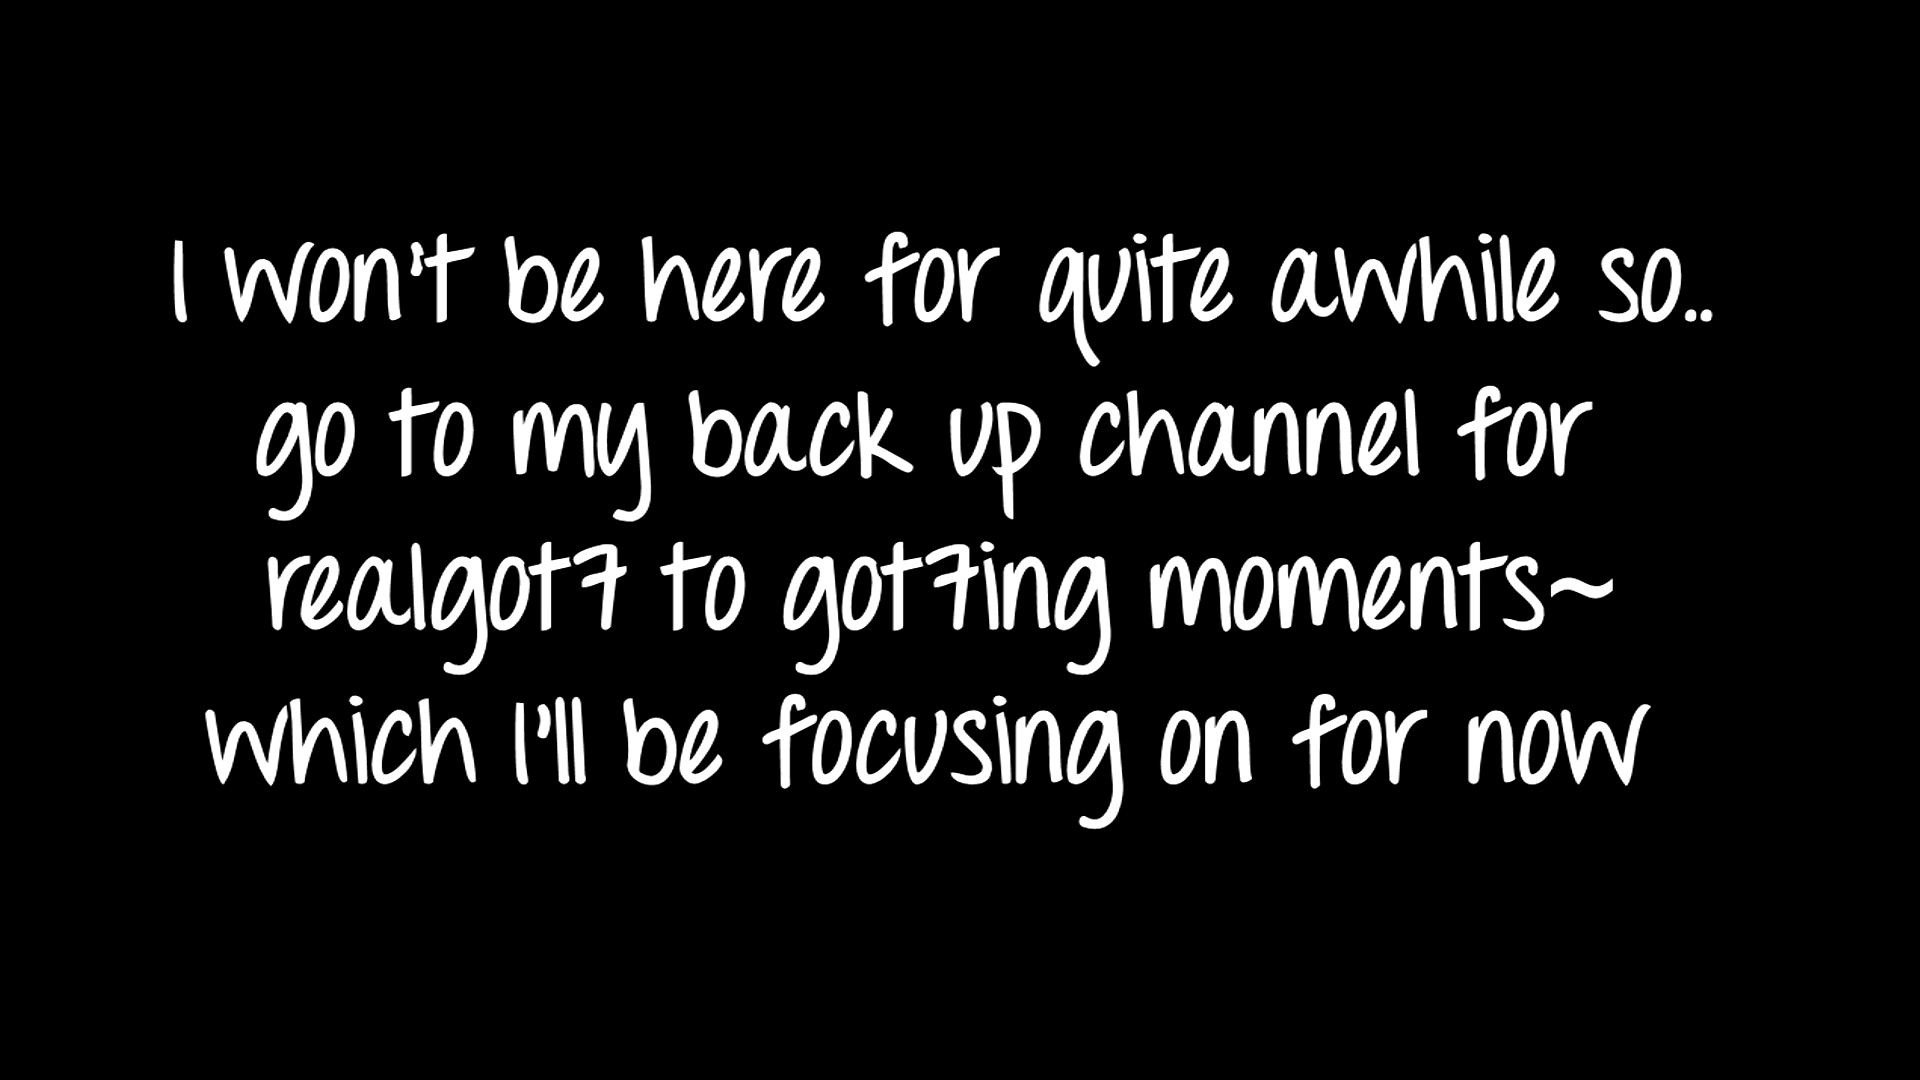 I won't be here for quite awhile so..
go to my back up channel for
realgot7 to got7ing moments~
which I'll be focusing on for now